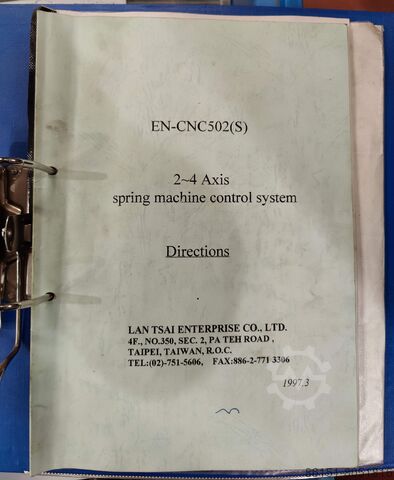 EN-CNC502(S)
2~4 Axis
spring machine control system
Directions
LAN TSAI ENTERPRISE CO., LTD.
4F., NO.350, SEC. 2, PA TEH ROAD ,
TAIPEI, TAIWAN, R.O.C.
TEL:(02)-751-5606, FAX:886-2-771 3306
1997.3